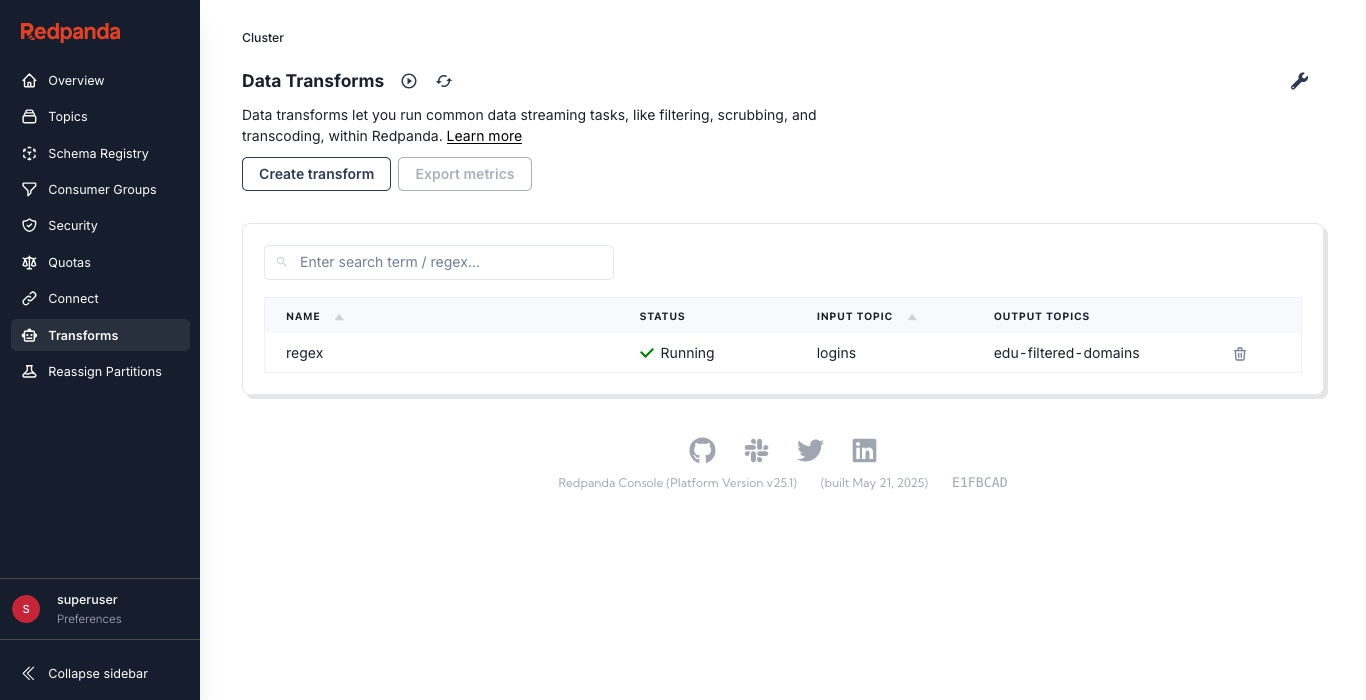 Redpanda
Overview
Topics
Schema Registry
Consumer Groups
Security
Quotas
Connect
Transforms
Reassign Partitions
S
superuser
Preferences
Collapse sidebar
Cluster
Data Transforms
Data transforms let you run common data streaming tasks, like filtering, scrubbing, and
transcoding, within Redpanda. Learn more
Create transform
Export metrics
Enter search term / regex...
NAME STATUS INPUT TOPIC OUTPUT TOPICS
regex Running logins edu-filtered-domains
Redpanda Console (Platform Version v25.1) (built May 21, 2025) E1FBCAD